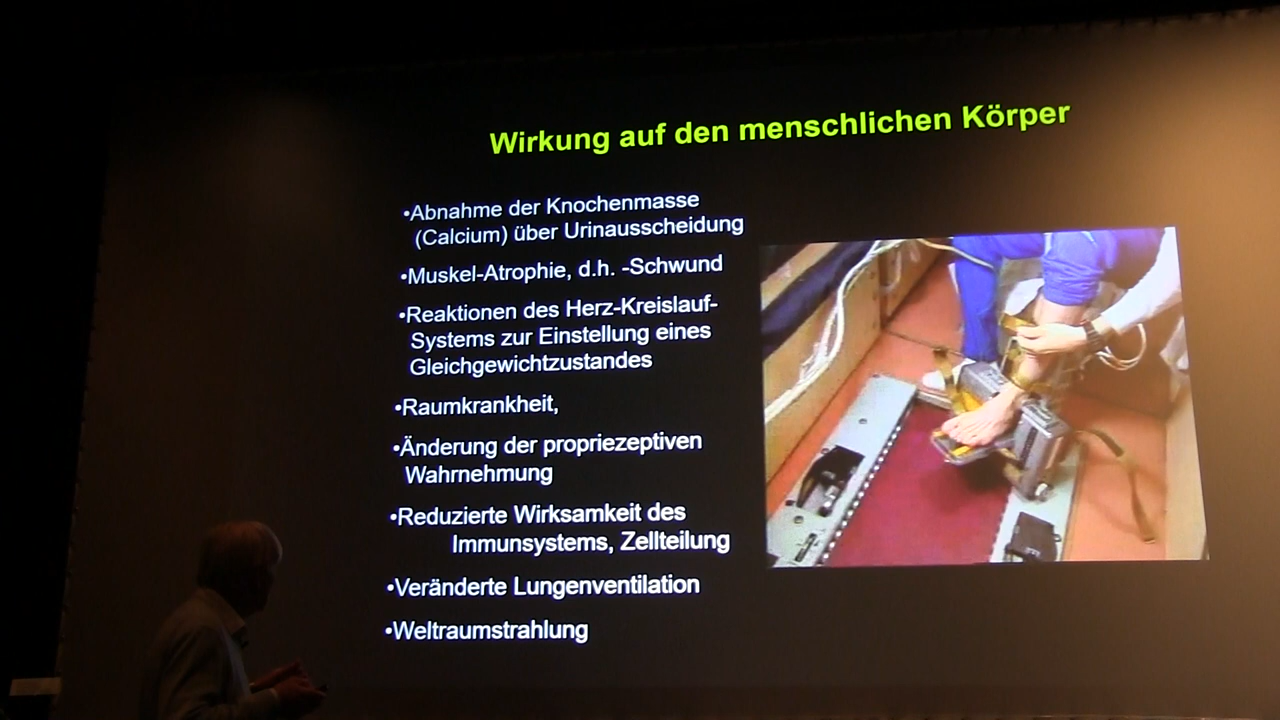 Wirkung auf den menschlichen Körper
•Abnahme der Knochenmasse
(Calcium) über Urinausscheidung
•Muskel-Atrophie, d.h. -Schwund
•Reaktionen des Herz-Kreislauf-
Systems zur Einstellung eines
Gleichgewichtzustandes
•Raumkrankheit,
•Änderung der propriezeptiven
Wahrnehmung
•Reduzierte Wirksamkeit des
Immunsystems, Zellteilung
•Veränderte Lungenventilation
•Weltraumstrahlung